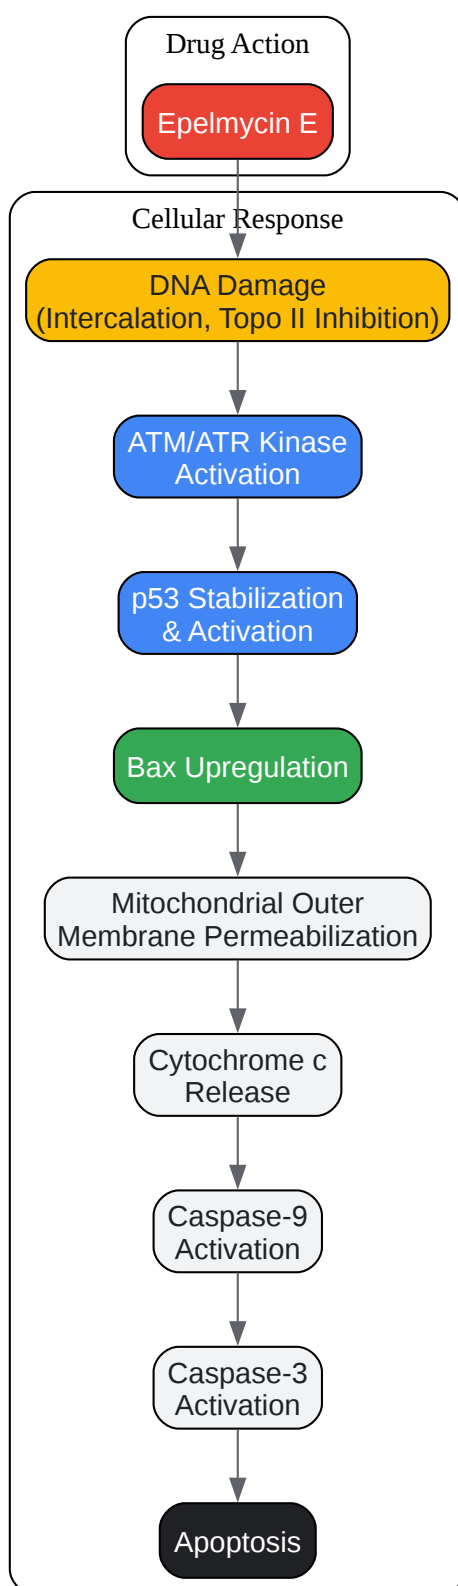 Drug Action
Epelmycin E
Cellular Response
DNA Damage
(Intercalation, Topo II Inhibition)
ATM/ATR Kinase
Activation
p53 Stabilization
& Activation
Bax Upregulation
Mitochondrial Outer
Membrane Permeabilization
Cytochrome c
Release
Caspase-9
Activation
Caspase-3
Activation
Apoptosis